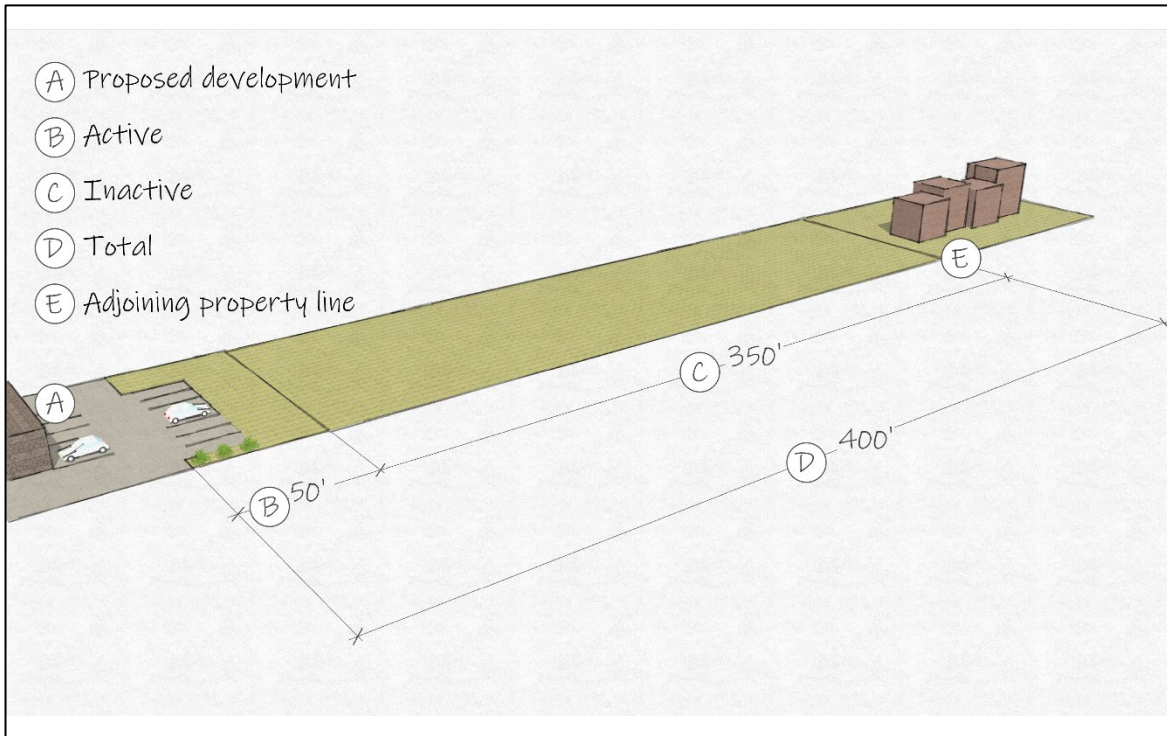 A Proposed development
B Active
C Inactive
D Total
E Adjoining property line
E
C 350'
A
D 400'
B 50'